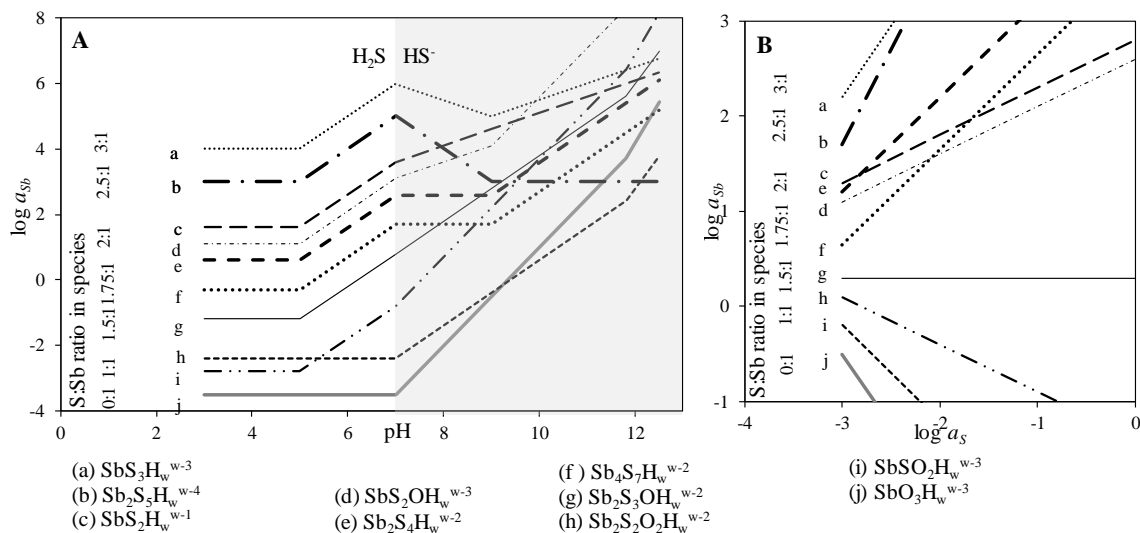 A
H₂S HS⁻
log a_Sb
S:Sb ratio in species
0:1 1:1 1.5:1 1.75:1 2:1 2.5:1 3:1
8
6
4
2
0
-2
-4
a
b
c
d
e
f
g
h
i
j
0 2 4 6 8 10 12
pH
B
log a_Sb
S:Sb ratio in species
0:1 1:1 1.5:1 1.75:1 2:1 2.5:1 3:1
3
2
1
0
-1
a
b
c
e
d
f
g
h
i
j
-4 -3 -2 -1 0
log a_S
(a) SbS₃H_w^w-3
(b) Sb₂S₅H_w^w-4
(c) SbS₂H_w^w-1
(d) SbS₂OH_w^w-3
(e) Sb₂S₄H_w^w-2
(f ) Sb₄S₇H_w^w-2
(g) Sb₂S₃OH_w^w-2
(h) Sb₂S₂O₂H_w^w-2
(i) SbSO₂H_w^w-3
(j) SbO₃H_w^w-3